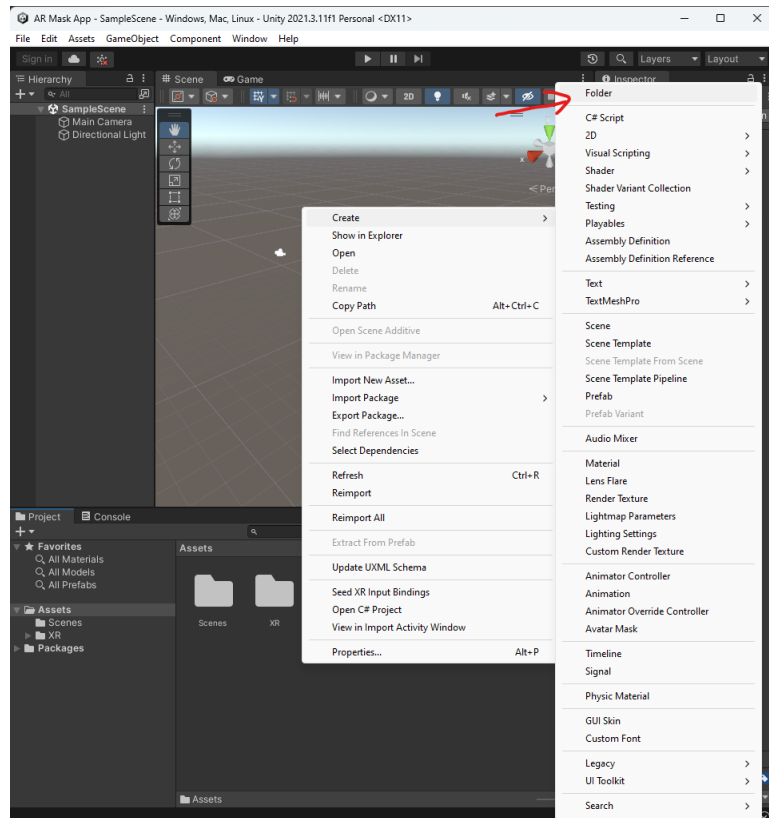 AR Mask App - SampleScene - Windows, Mac, Linux - Unity 2021.3.11f1 Personal <DX11>
File Edit Assets GameObject Component Window Help
Sign in
Layers
Layout
Hierarchy
Scene
Game
Inspector
All
2D
SampleScene
Main Camera
Directional Light
x
< Per
Create
Show in Explorer
Open
Delete
Rename
Copy Path Alt+Ctrl+C
Open Scene Additive
View in Package Manager
Import New Asset...
Import Package
Export Package...
Find References In Scene
Select Dependencies
Refresh Ctrl+R
Reimport
Reimport All
Extract From Prefab
Update UXML Schema
Seed XR Input Bindings
Open C# Project
View in Import Activity Window
Properties... Alt+P
Folder
C# Script
2D
Visual Scripting
Shader
Shader Variant Collection
Testing
Playables
Assembly Definition
Assembly Definition Reference
Text
TextMeshPro
Scene
Scene Template
Scene Template From Scene
Scene Template Pipeline
Prefab
Prefab Variant
Audio Mixer
Material
Lens Flare
Render Texture
Lightmap Parameters
Lighting Settings
Custom Render Texture
Animator Controller
Animation
Animator Override Controller
Avatar Mask
Timeline
Signal
Physic Material
GUI Skin
Custom Font
Legacy
UI Toolkit
Search
Project
Console
Favorites
All Materials
All Models
All Prefabs
Assets
Scenes
XR
Packages
Assets
Scenes
XR
Assets